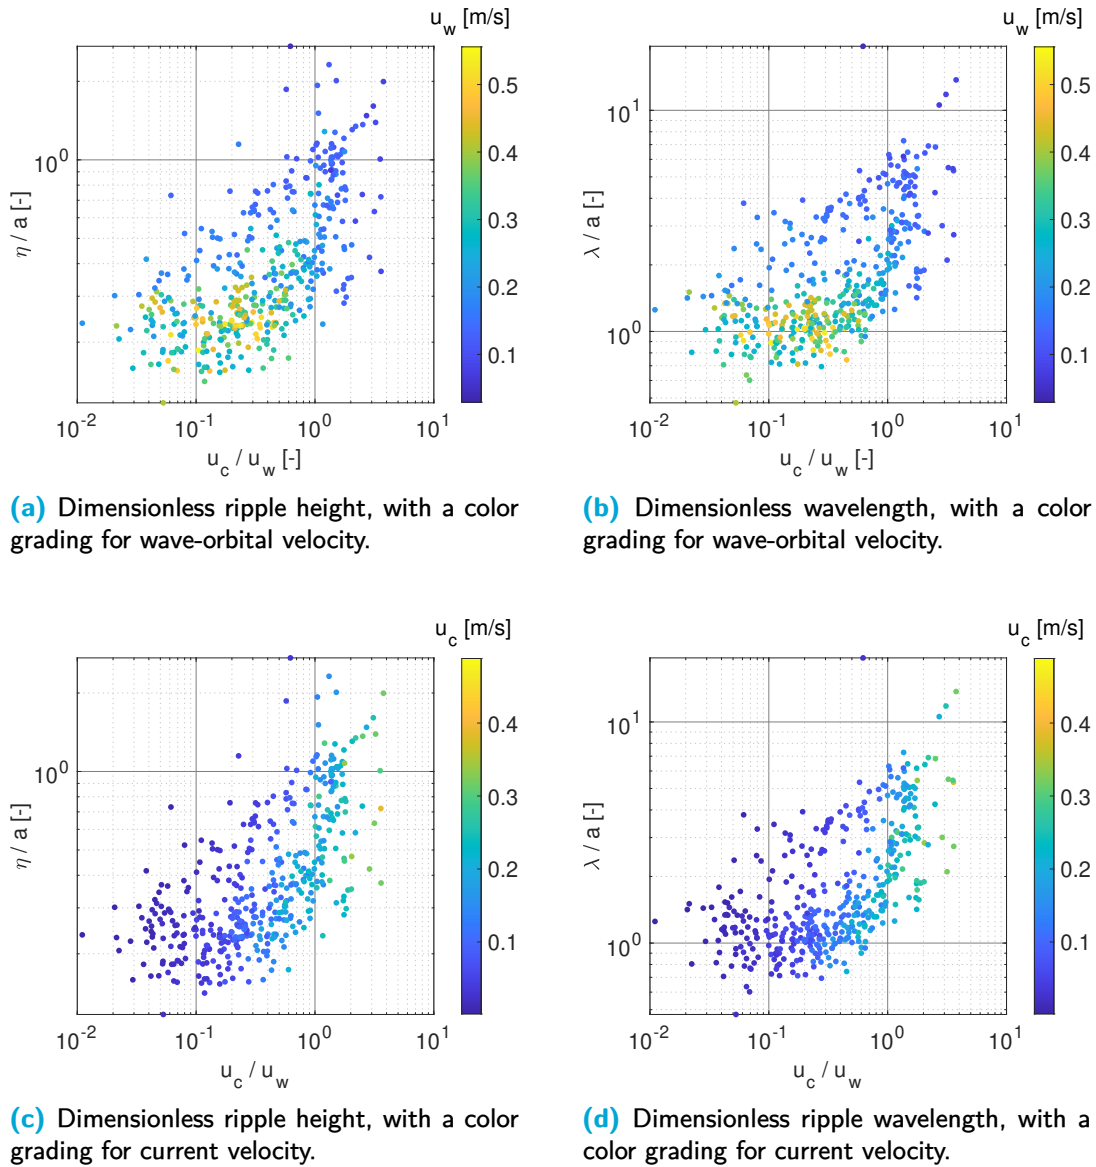 u_w [m/s]
10^0
η / a [-]
0.5
0.4
0.3
0.2
0.1
10^-2
10^-1
10^0
10^1
u_c / u_w [-]
(a) Dimensionless ripple height, with a color
grading for wave-orbital velocity.
u_w [m/s]
10^1
10^0
λ / a [-]
0.5
0.4
0.3
0.2
0.1
10^-2
10^-1
10^0
10^1
u_c / u_w [-]
(b) Dimensionless wavelength, with a color
grading for wave-orbital velocity.
u_c [m/s]
10^0
η / a [-]
0.4
0.3
0.2
0.1
10^-2
10^-1
10^0
10^1
u_c / u_w
(c) Dimensionless ripple height, with a color
grading for current velocity.
u_c [m/s]
10^1
10^0
λ / a [-]
0.4
0.3
0.2
0.1
10^-2
10^-1
10^0
10^1
u_c / u_w
(d) Dimensionless ripple wavelength, with a
color grading for current velocity.